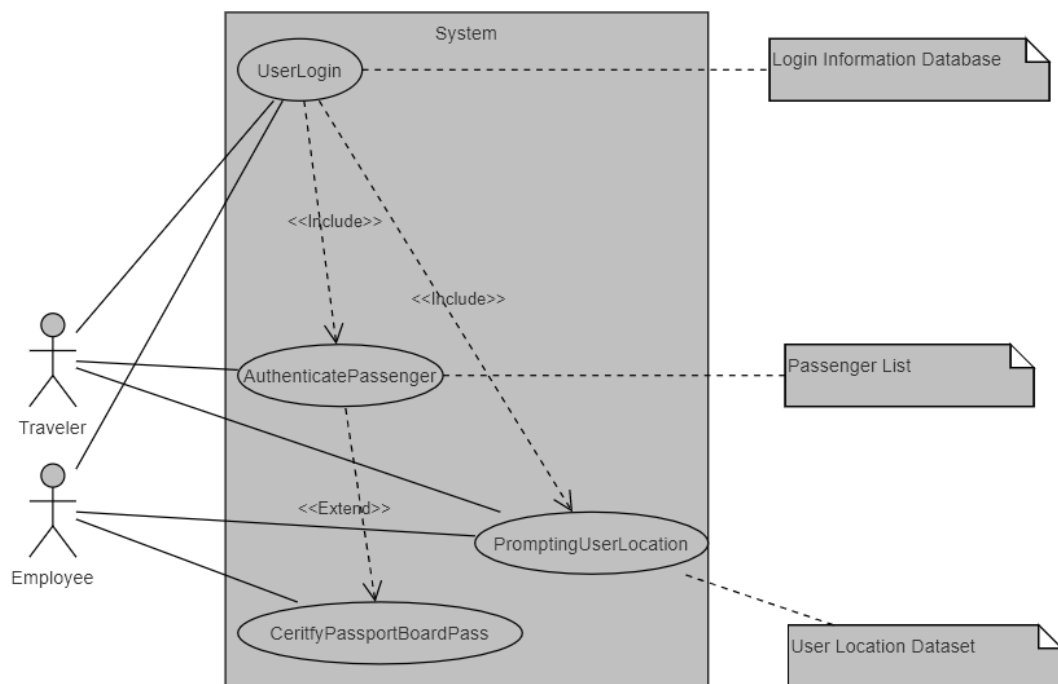 System
UserLogin
Login Information Database
<<Include>>
<<Include>>
AuthenticatePassenger
Passenger List
Traveler
<<Extend>>
PromptingUserLocation
Employee
CeritfyPassportBoardPass
User Location Dataset